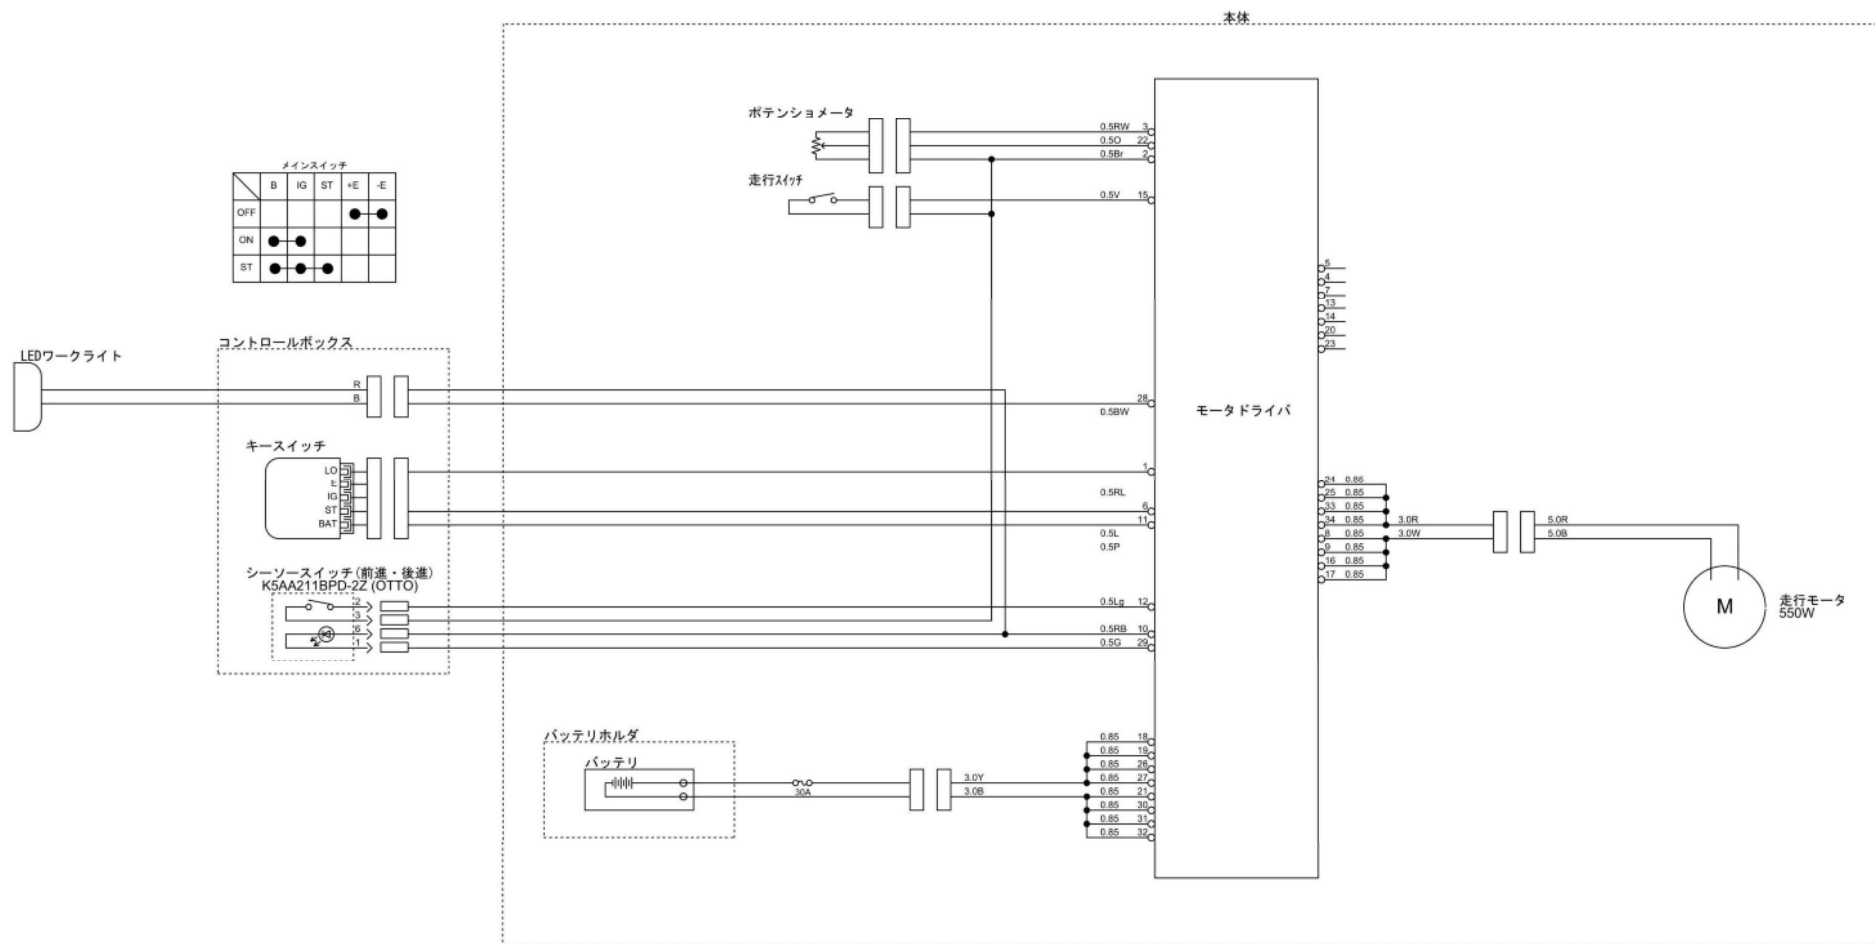 本体
ポテンショメータ
0.5RW 3
0.5O 22
0.5Br 2
走行スイッチ
0.5V 15
メインスイッチ
B IG ST +E -E
OFF
ON
ST
5
4
7
13
14
20
23
LEDワークライト
コントロールボックス
R
B
28
0.5BW
モータドライバ
キースイッチ
LO
E
IG
ST
BAT
1
0.5RL
6
11
0.5L
0.5P
24 0.85
25 0.85
33 0.85
34 0.85 3.0R 5.0R
8 0.85 3.0W 5.0B
9 0.85
16 0.85
17 0.85
M
走行モータ
550W
シーソースイッチ(前進・後進)
K5AA211BPD-2Z (OTTO)
2
3
6
1
0.5Lg 12
0.5RB 10
0.5G 29
バッテリホルダ
バッテリ
30A
3.0Y
3.0B
0.85 18
0.85 19
0.85 26
0.85 27
0.85 21
0.85 30
0.85 31
0.85 32